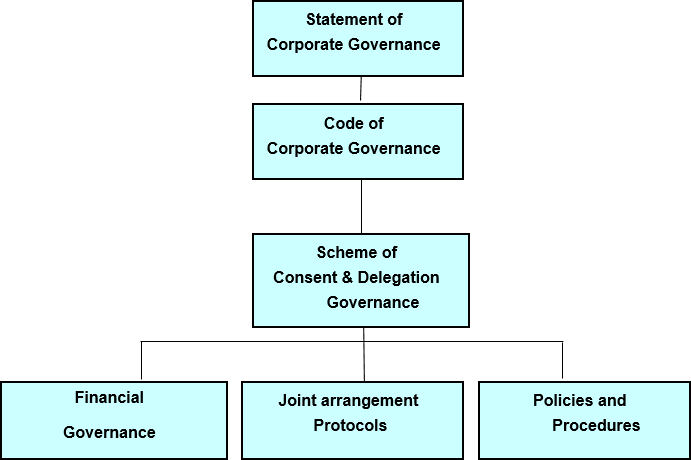 Statement of
Corporate Governance
Code of
Corporate Governance
Scheme of
Consent & Delegation
Governance
Financial
Governance
Joint arrangement
Protocols
Policies and
Procedures